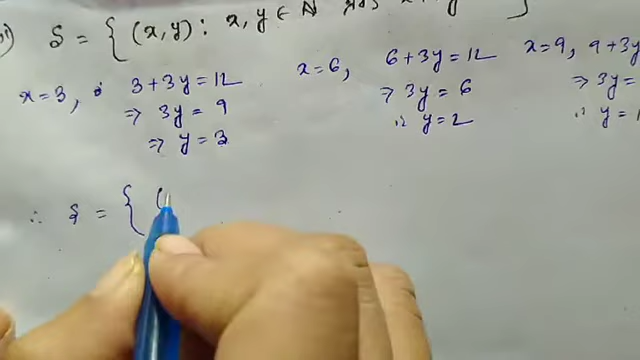 S = { (x,y) : x, y ∈ ℕ
x=3, 3+3y=12
⇒ 3y = 9
⇒ y = 3
x=6, 6+3y=12
⇒ 3y = 6
∴ y=2
x=9, 9+3y
⇒ 3y=
∴ y=
∴ S = { (